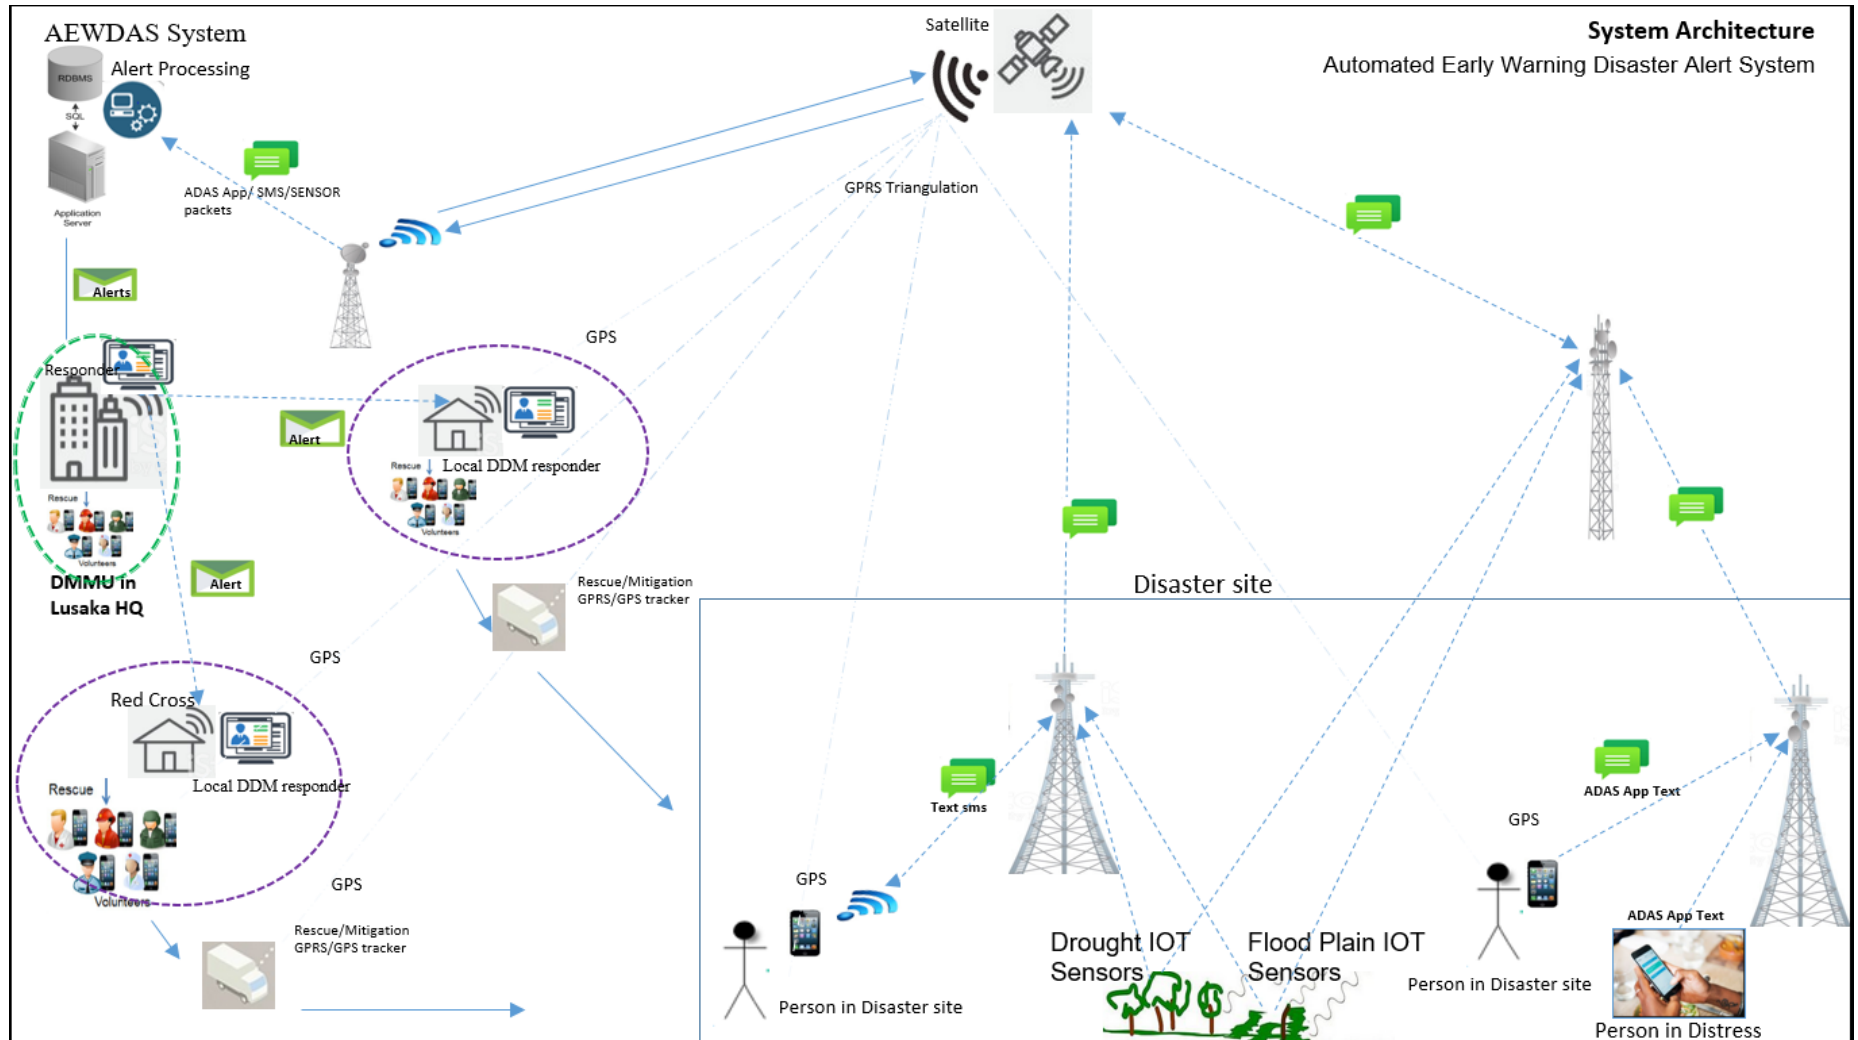 AEWDAS System
Satellite
System Architecture
Automated Early Warning Disaster Alert System
RDBMS
Alert Processing
SQL
ADAS App/ SMS/SENSOR
packets
GPRS Triangulation
Application
Server
Alerts
GPS
Responder
Alert
Rescue
Local DDM responder
Volunteers
Rescue
Volunteers
Alert
DMMU in
Lusaka HQ
Rescue/Mitigation
GPRS/GPS tracker
Disaster site
GPS
Red Cross
Local DDM responder
Rescue
Volunteers
GPS
Rescue/Mitigation
GPRS/GPS tracker
Text sms
ADAS App Text
GPS
GPS
ADAS App Text
Drought IOT
Sensors
Flood Plain IOT
Sensors
Person in Disaster site
Person in Disaster site
Person in Distress